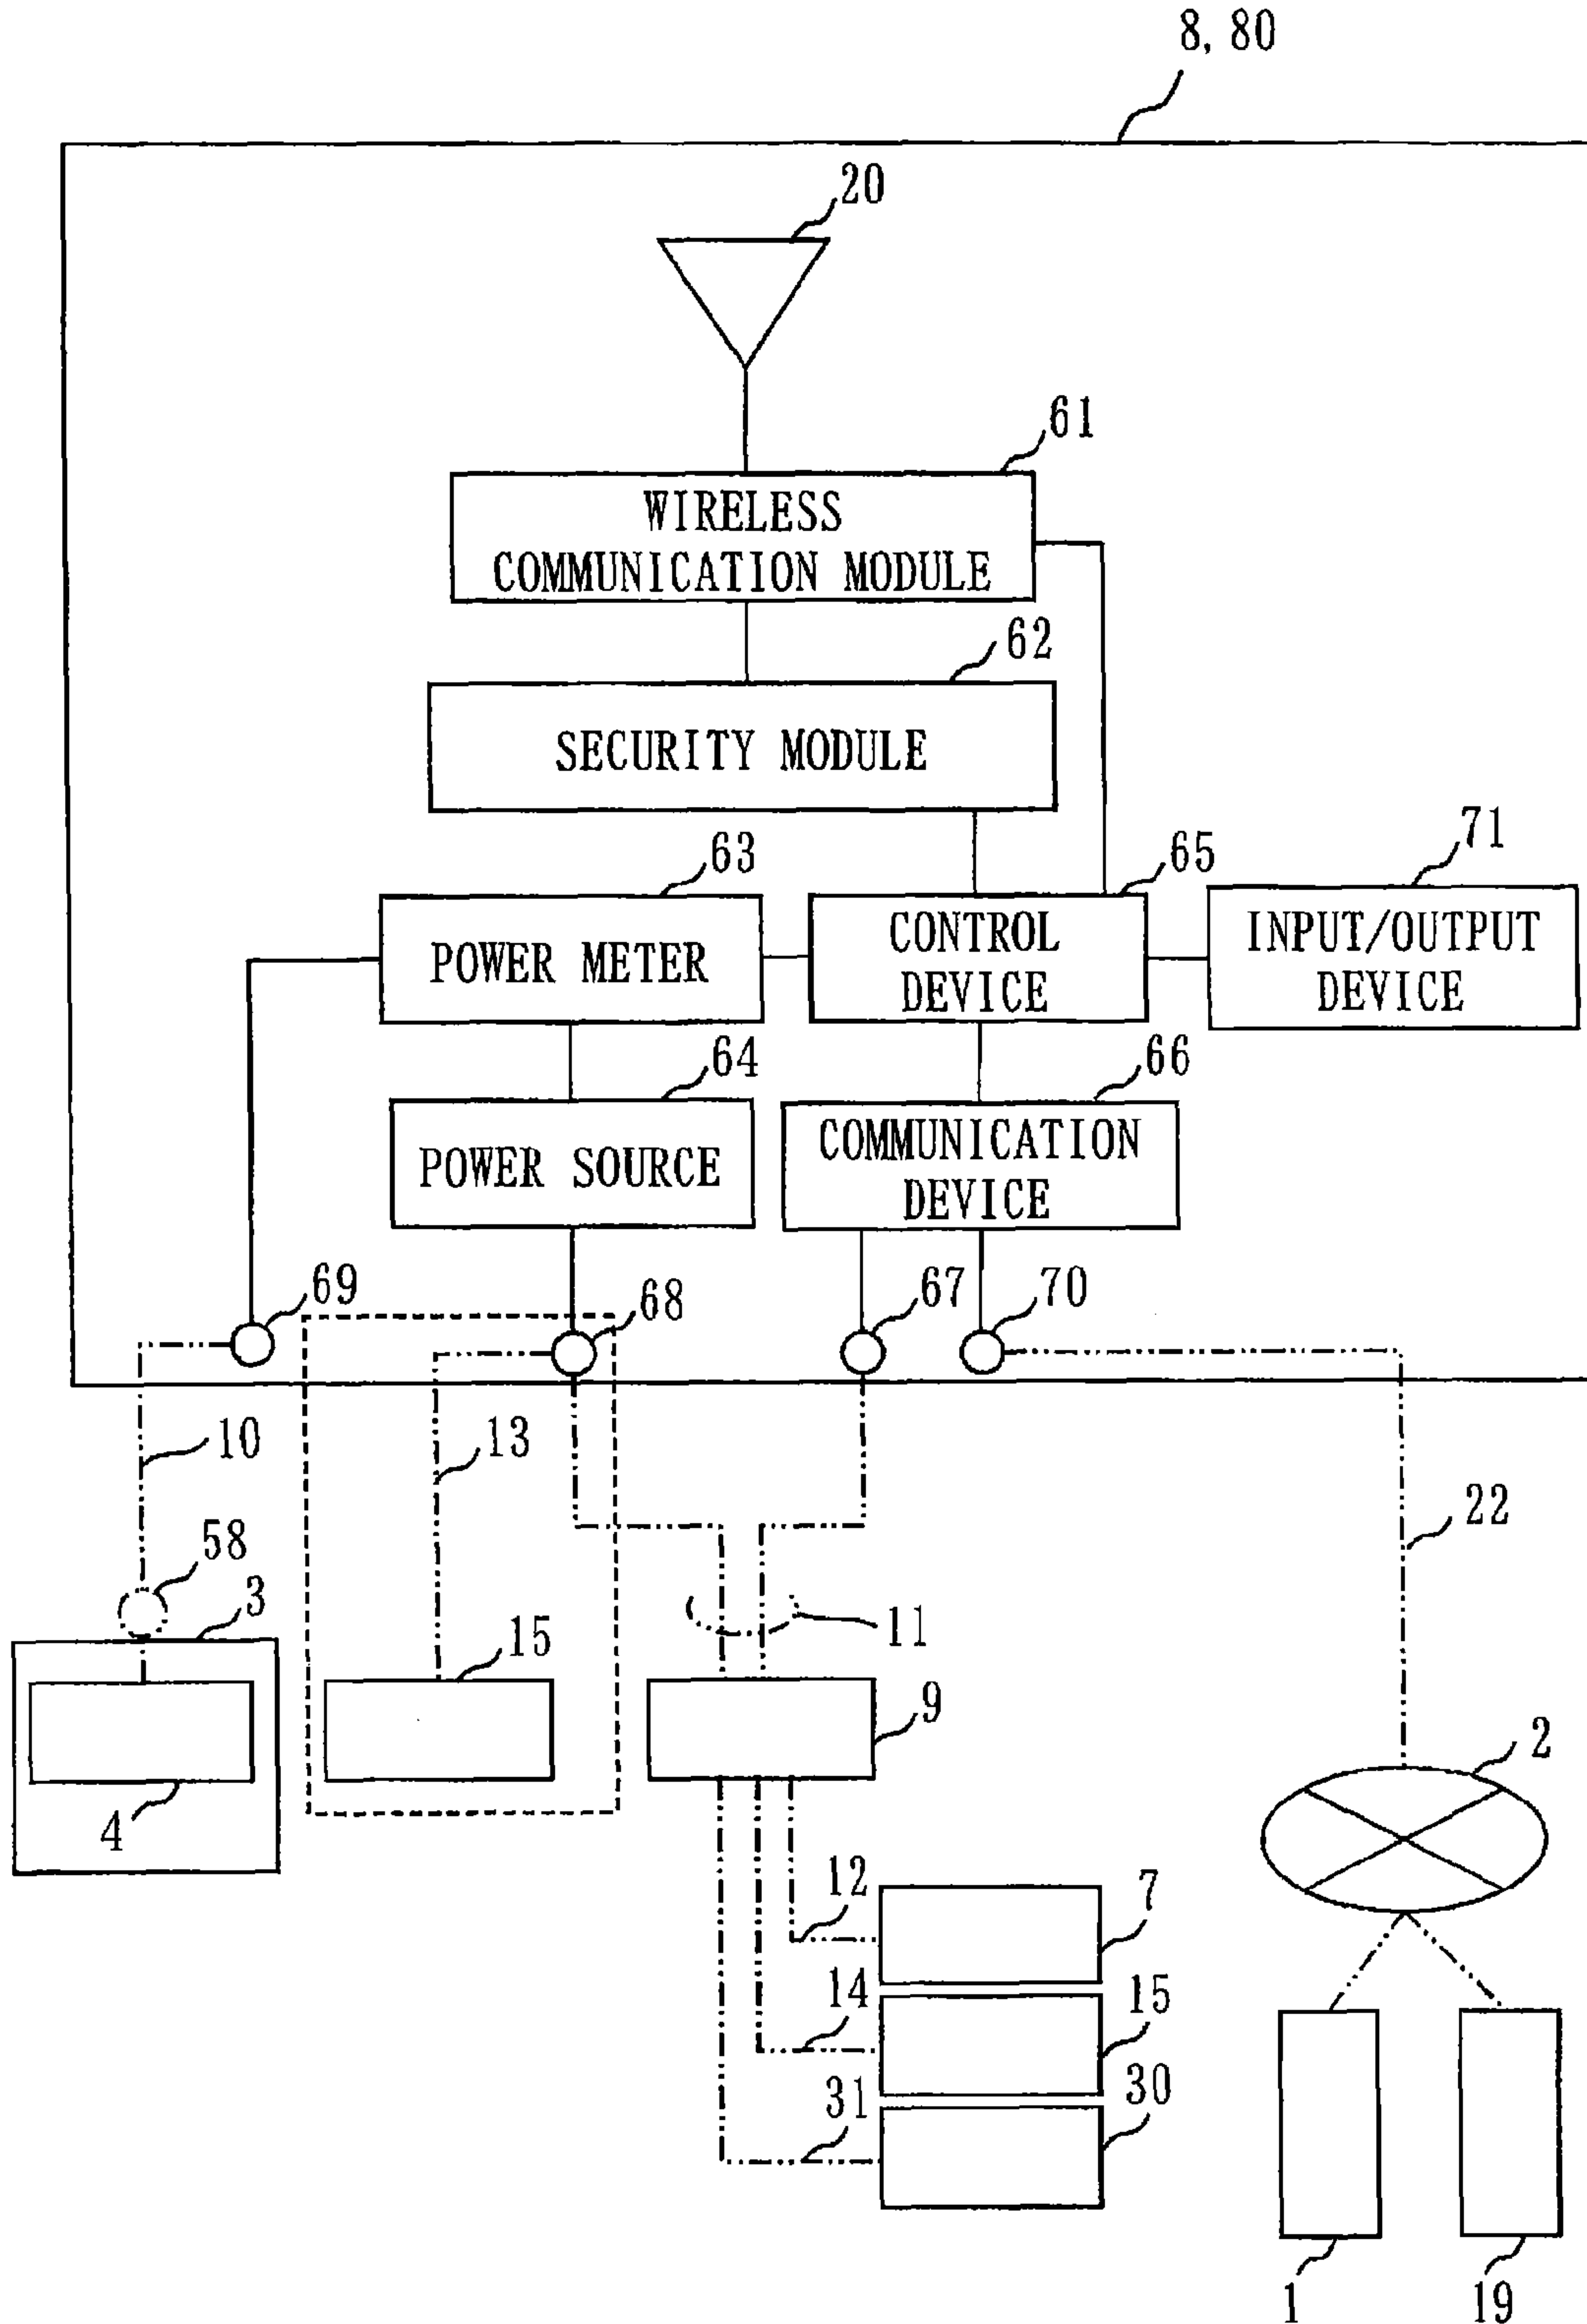 8, 80
20
61
WIRELESS
COMMUNICATION MODULE
62
SECURITY MODULE
63
65
71
POWER METER
CONTROL
DEVICE
INPUT/OUTPUT
DEVICE
64
66
POWER SOURCE
COMMUNICATION
DEVICE
69
68
67
70
10
13
22
58
3
15
11
9
2
4
12
7
14
15
31
30
1
19